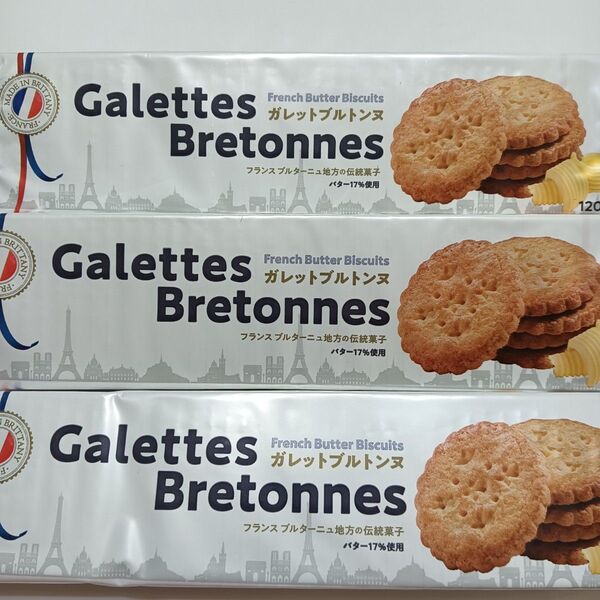 MADE IN BRITTANY
FRANCE
Galettes
Bretonnes
French Butter Biscuits
ガレットブルトンヌ
フランス ブルターニュ地方の伝統菓子
バター17%使用
120
BRITTANY
Galettes
Bretonnes
French Butter Biscuits
ガレットブルトンヌ
フランス ブルターニュ地方の伝統菓子
バター17%使用
Galettes
Bretonnes
French Butter Biscuits
ガレットブルトンヌ
フランス ブルターニュ地方の伝統菓子
バター17%使用